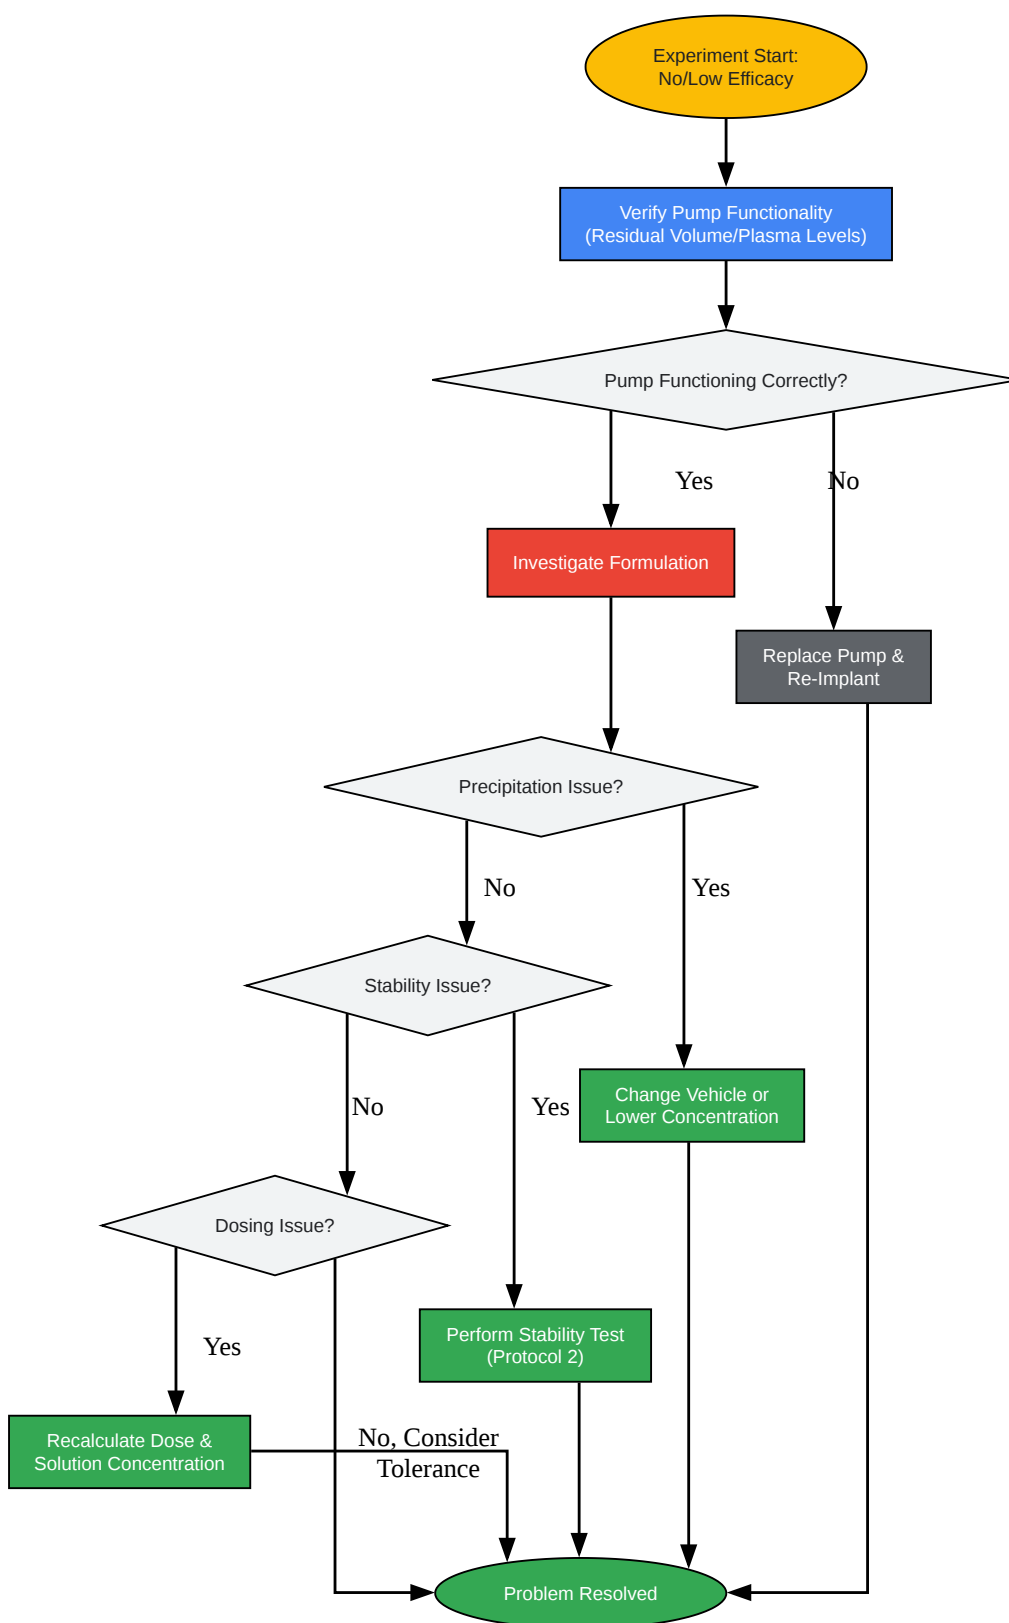 Experiment Start:
No/Low Efficacy
Verify Pump Functionality
(Residual Volume/Plasma Levels)
Pump Functioning Correctly?
Yes
No
Investigate Formulation
Replace Pump &
Re-Implant
Precipitation Issue?
No
Yes
Stability Issue?
No
Yes
Change Vehicle or
Lower Concentration
Dosing Issue?
Yes
Perform Stability Test
(Protocol 2)
Recalculate Dose &
Solution Concentration
No, Consider
Tolerance
Problem Resolved